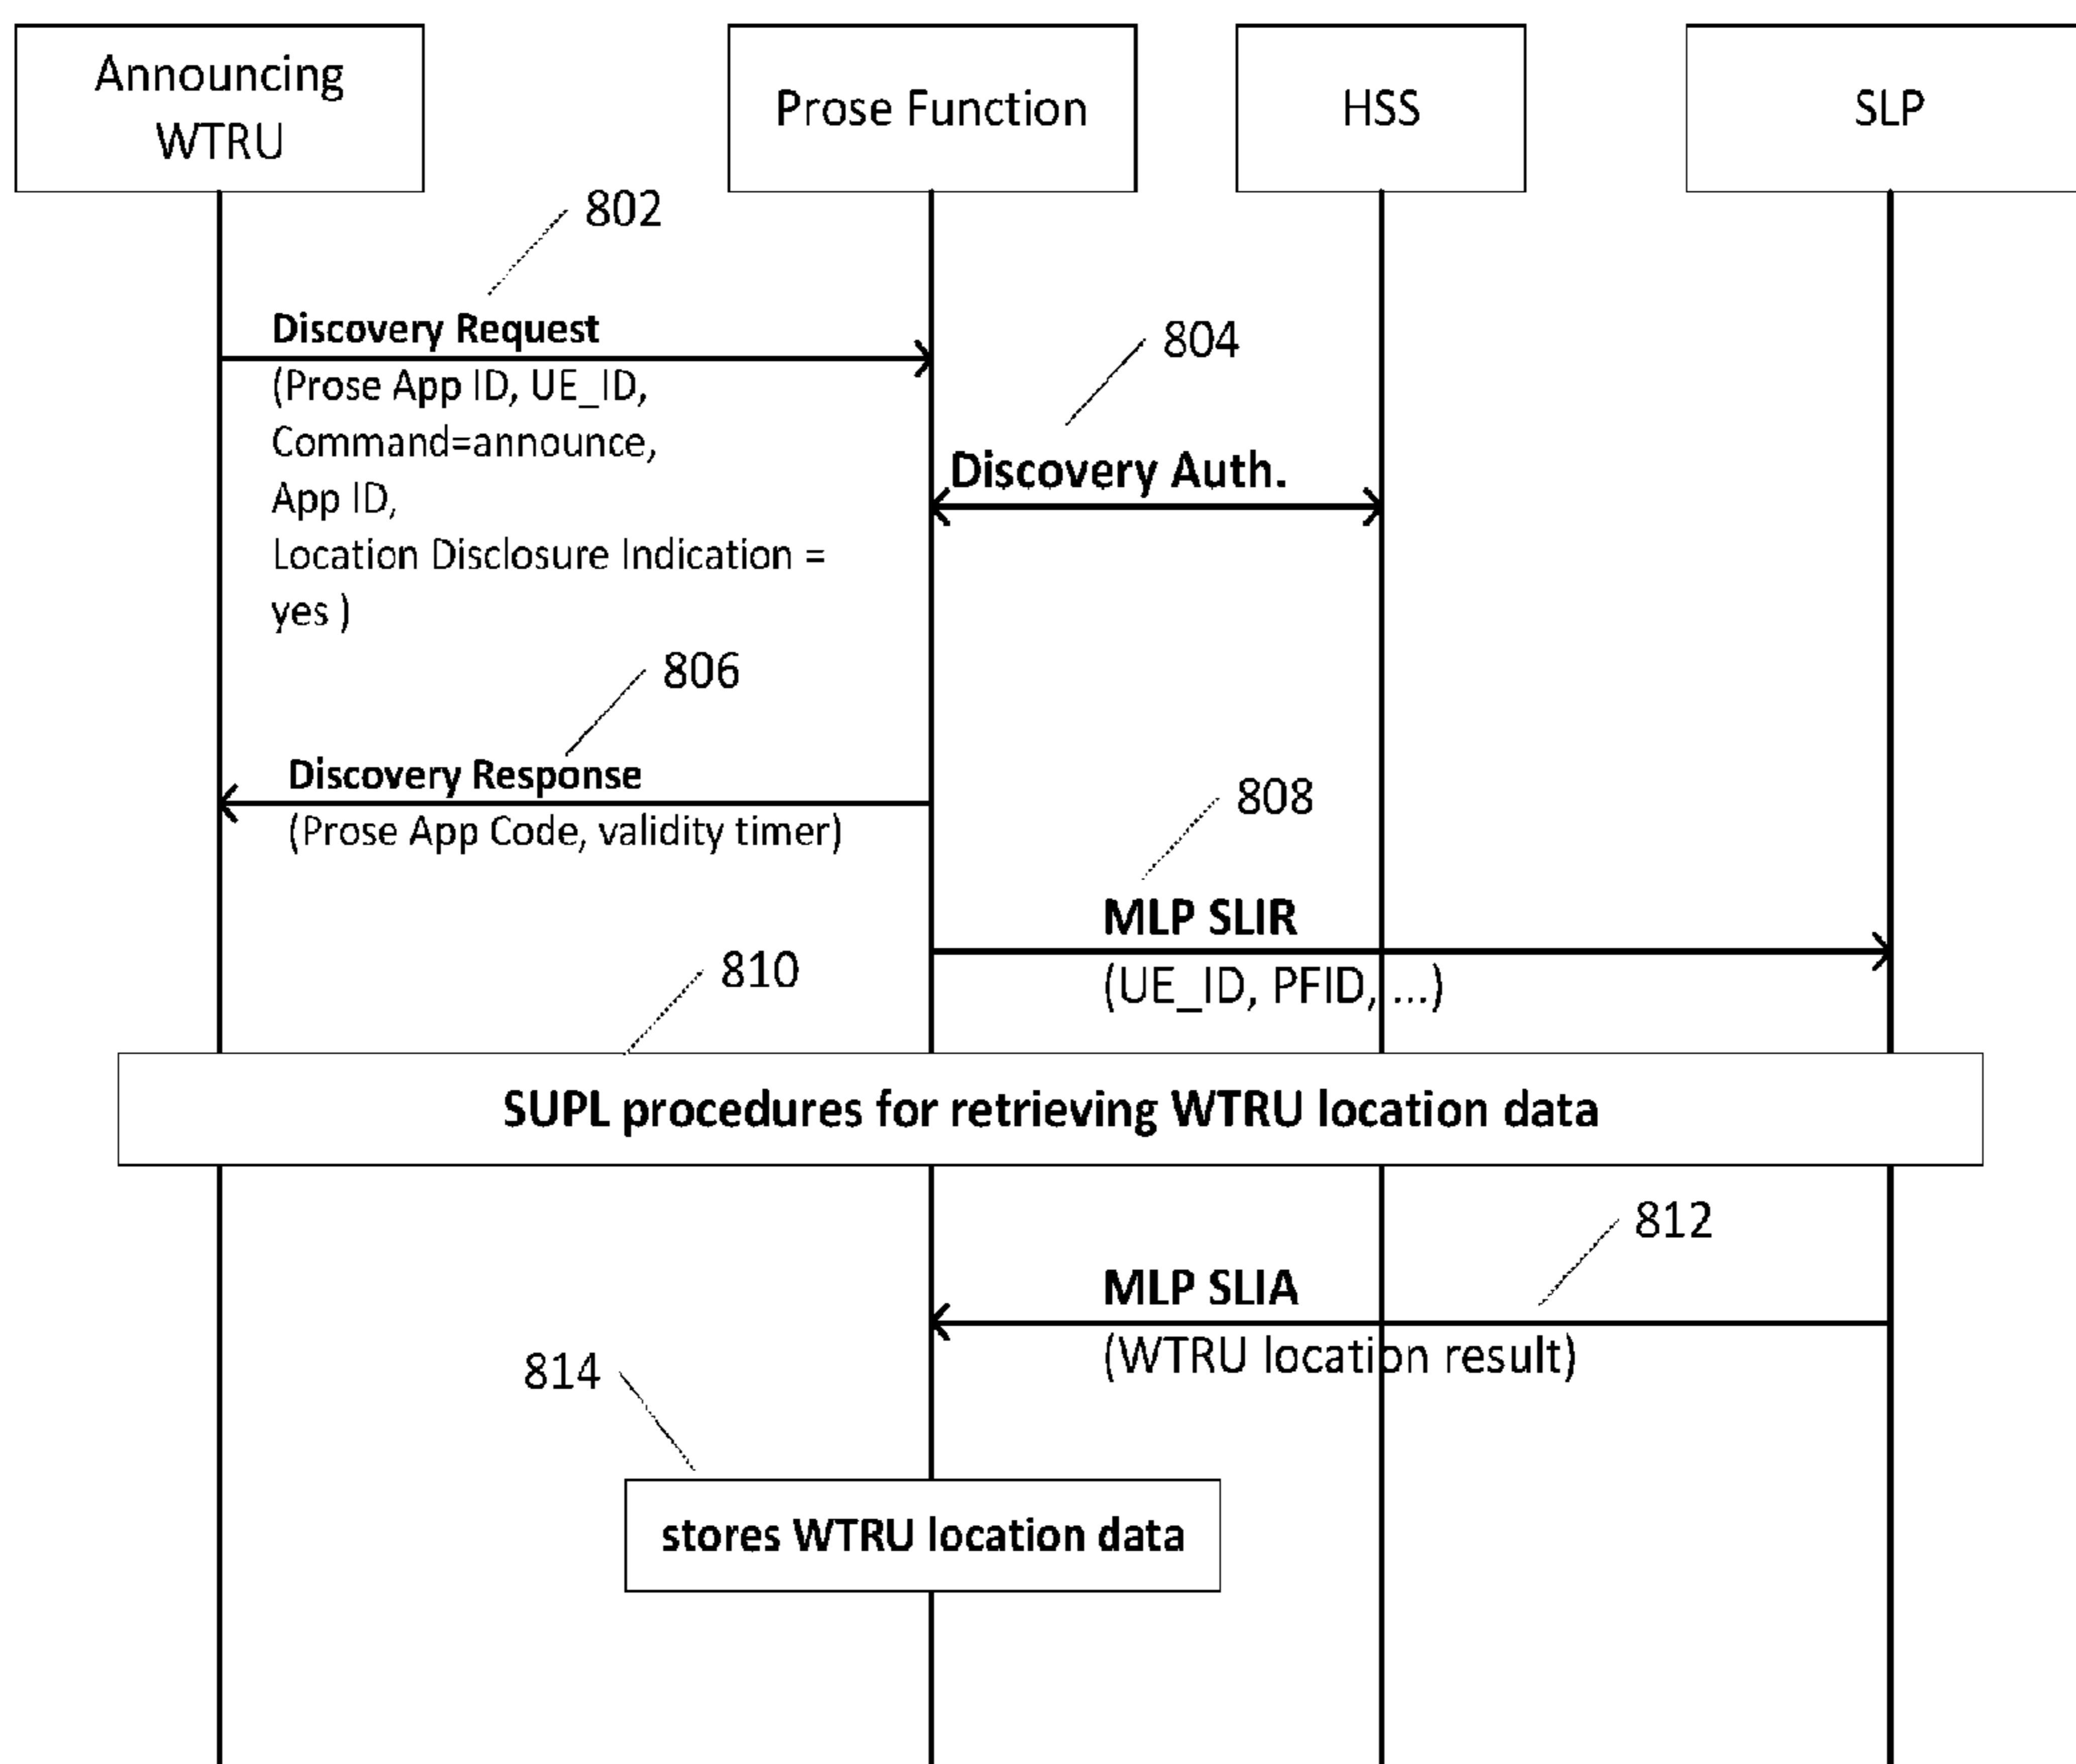 Announcing
WTRU
Prose Function
HSS
SLP
802
Discovery Request
(Prose App ID, UE_ID,
Command=announce,
App ID,
Location Disclosure Indication =
yes )
804
Discovery Auth.
806
Discovery Response
(Prose App Code, validity timer)
808
MLP SLIR
(UE_ID, PFID, ...)
810
SUPL procedures for retrieving WTRU location data
812
MLP SLIA
(WTRU location result)
814
stores WTRU location data